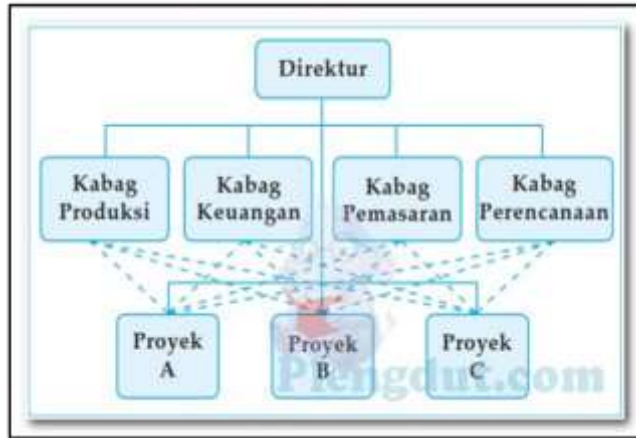 Direktur
Kabag
Produksi
Kabag
Keuangan
Kabag
Pemasaran
Kabag
Perencanaan
Proyek
A
Proyek
B
Proyek
C
Plengdut.com